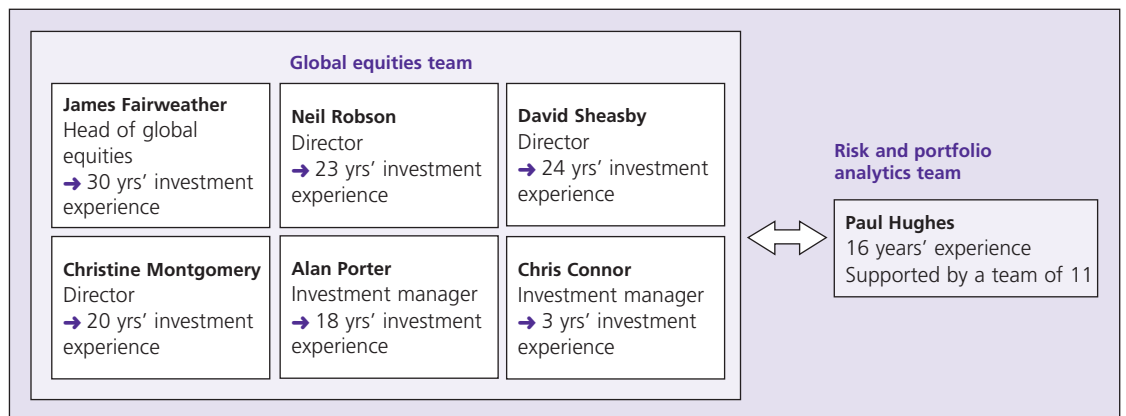 Global equities team
James Fairweather
Head of global
equities
➔ 30 yrs’ investment
experience
Neil Robson
Director
➔ 23 yrs’ investment
experience
David Sheasby
Director
➔ 24 yrs’ investment
experience
Christine Montgomery
Director
➔ 20 yrs’ investment
experience
Alan Porter
Investment manager
➔ 18 yrs’ investment
experience
Chris Connor
Investment manager
➔ 3 yrs’ investment
experience
Risk and portfolio
analytics team
Paul Hughes
16 years’ experience
Supported by a team of 11